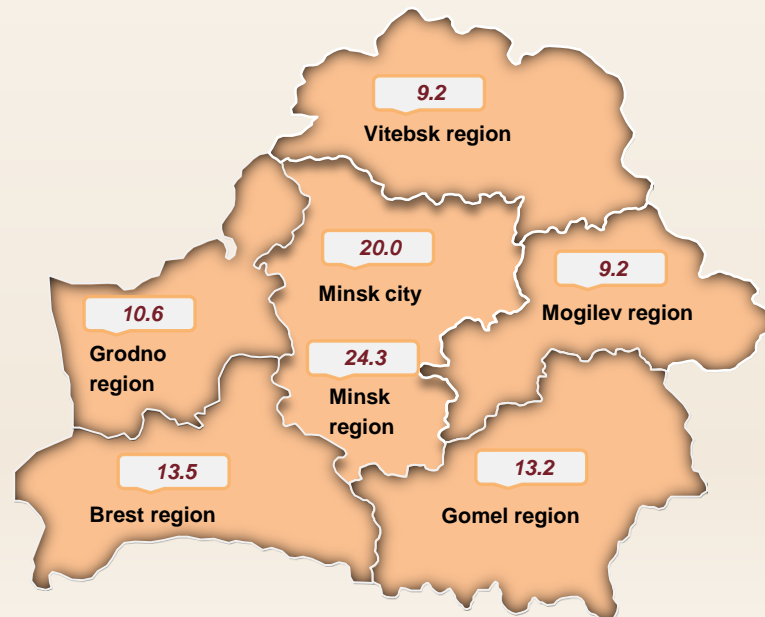 9.2
Vitebsk region
20.0
Minsk city
9.2
Mogilev region
10.6
Grodno
region
24.3
Minsk
region
13.5
Brest region
13.2
Gomel region